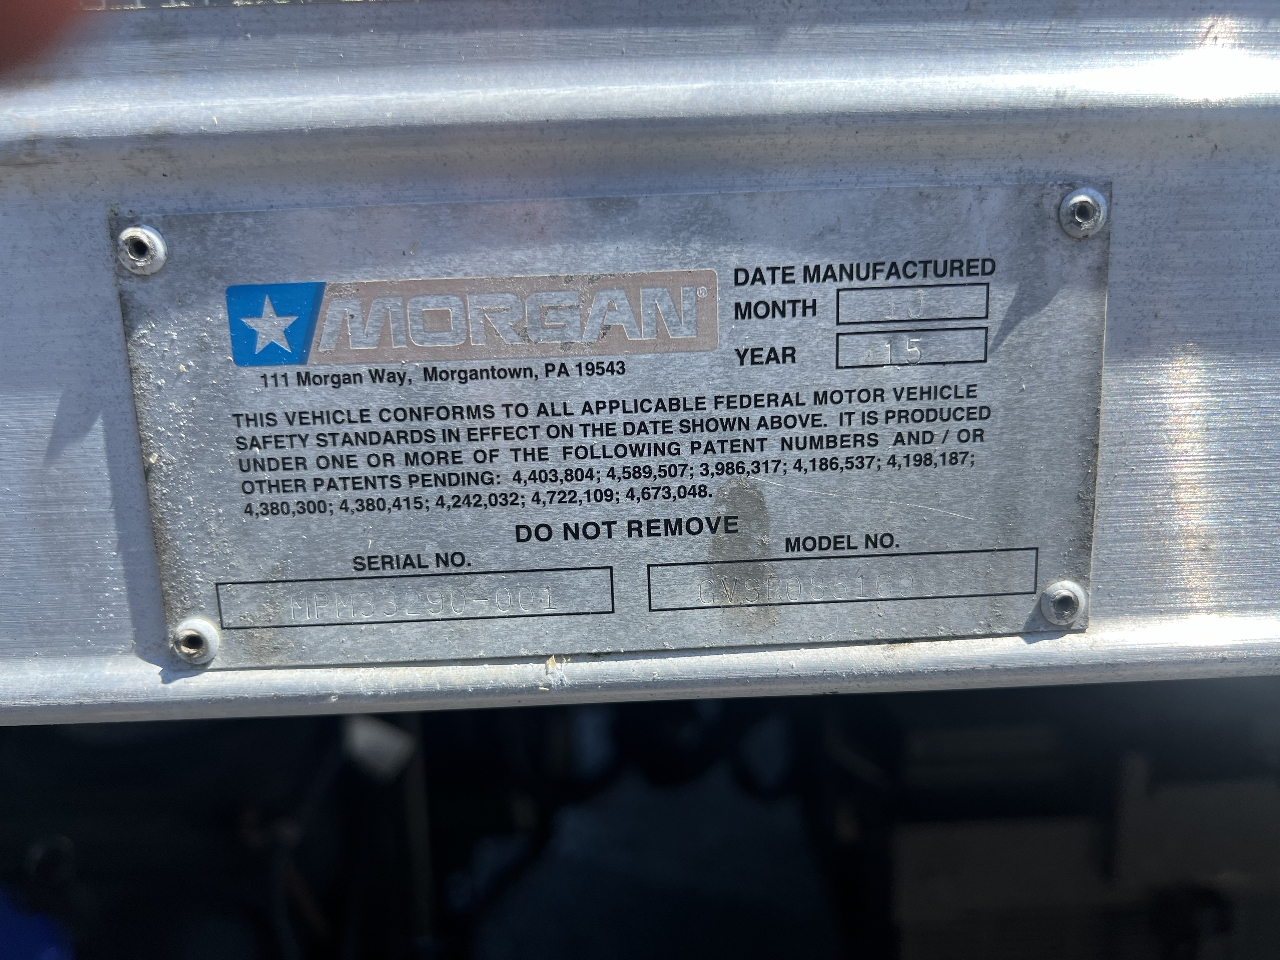 MORGAN®
111 Morgan Way, Morgantown, PA 19543
DATE MANUFACTURED
MONTH 10
YEAR 15
THIS VEHICLE CONFORMS TO ALL APPLICABLE FEDERAL MOTOR VEHICLE
SAFETY STANDARDS IN EFFECT ON THE DATE SHOWN ABOVE. IT IS PRODUCED
UNDER ONE OR MORE OF THE FOLLOWING PATENT NUMBERS AND / OR
OTHER PATENTS PENDING: 4,403,804; 4,589,507; 3,986,317; 4,186,537; 4,198,187;
4,380,300; 4,380,415; 4,242,032; 4,722,109; 4,673,048.
DO NOT REMOVE
SERIAL NO.
MODEL NO.